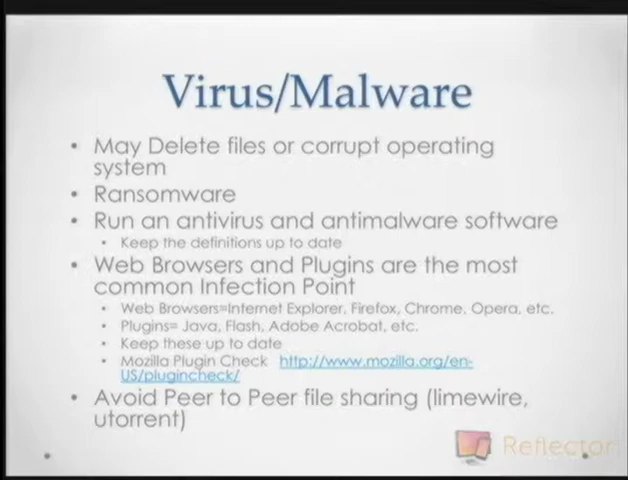 Virus/Malware
• May Delete files or corrupt operating
system
• Ransomware
• Run an antivirus and antimalware software
• Keep the definitions up to date
• Web Browsers and Plugins are the most
common Infection Point
• Web Browsers=Internet Explorer, Firefox, Chrome, Opera, etc.
• Plugins= Java, Flash, Adobe Acrobat, etc.
• Keep these up to date
• Mozilla Plugin Check http://www.mozilla.org/en-
US/plugincheck/
• Avoid Peer to Peer file sharing (limewire,
utorrent)
Reflector